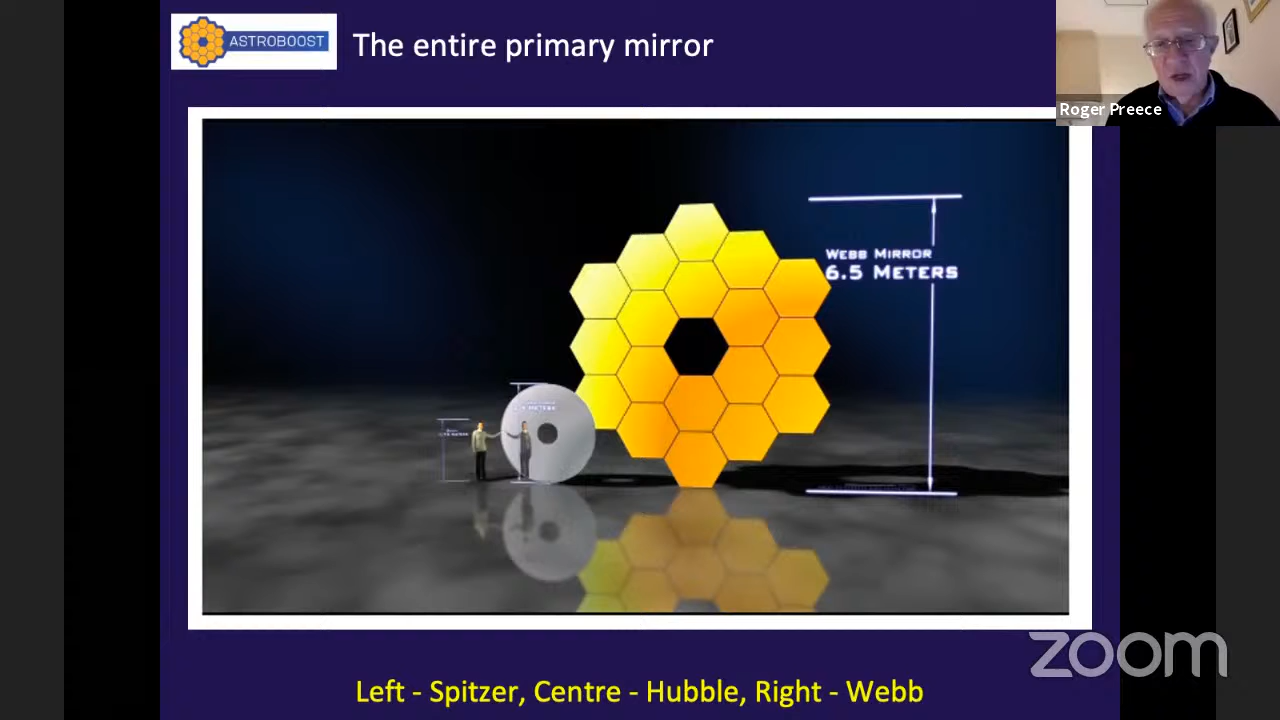 ASTROBOOST
The entire primary mirror
Roger Preece
WEBB MIRROR
6.5 METERS
METERS
zoom
Left - Spitzer, Centre - Hubble, Right - Webb